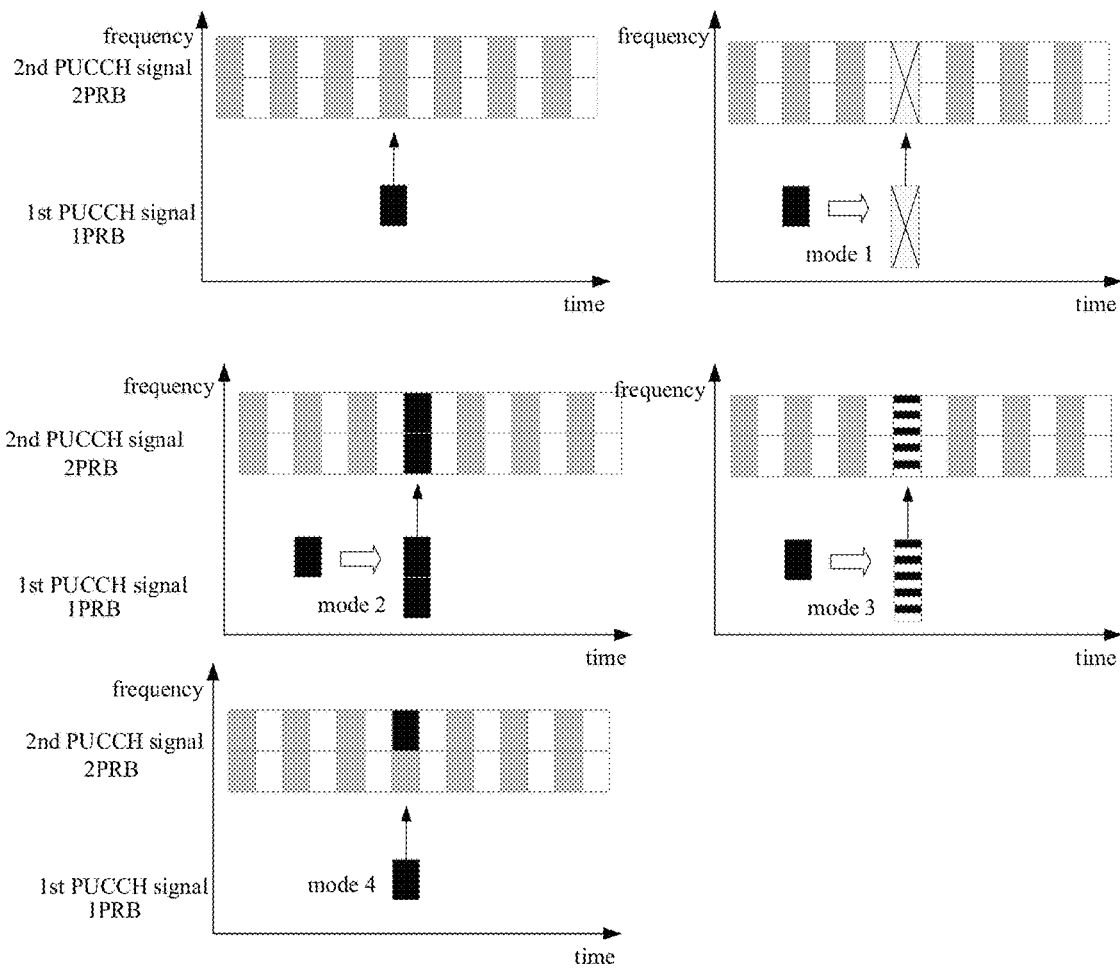 frequency
2nd PUCCH signal
2PRB
1st PUCCH signal
1PRB
time
frequency
mode 1
time
frequency
2nd PUCCH signal
2PRB
1st PUCCH signal
1PRB
mode 2
time
frequency
mode 3
time
frequency
2nd PUCCH signal
2PRB
1st PUCCH signal
1PRB
mode 4
time